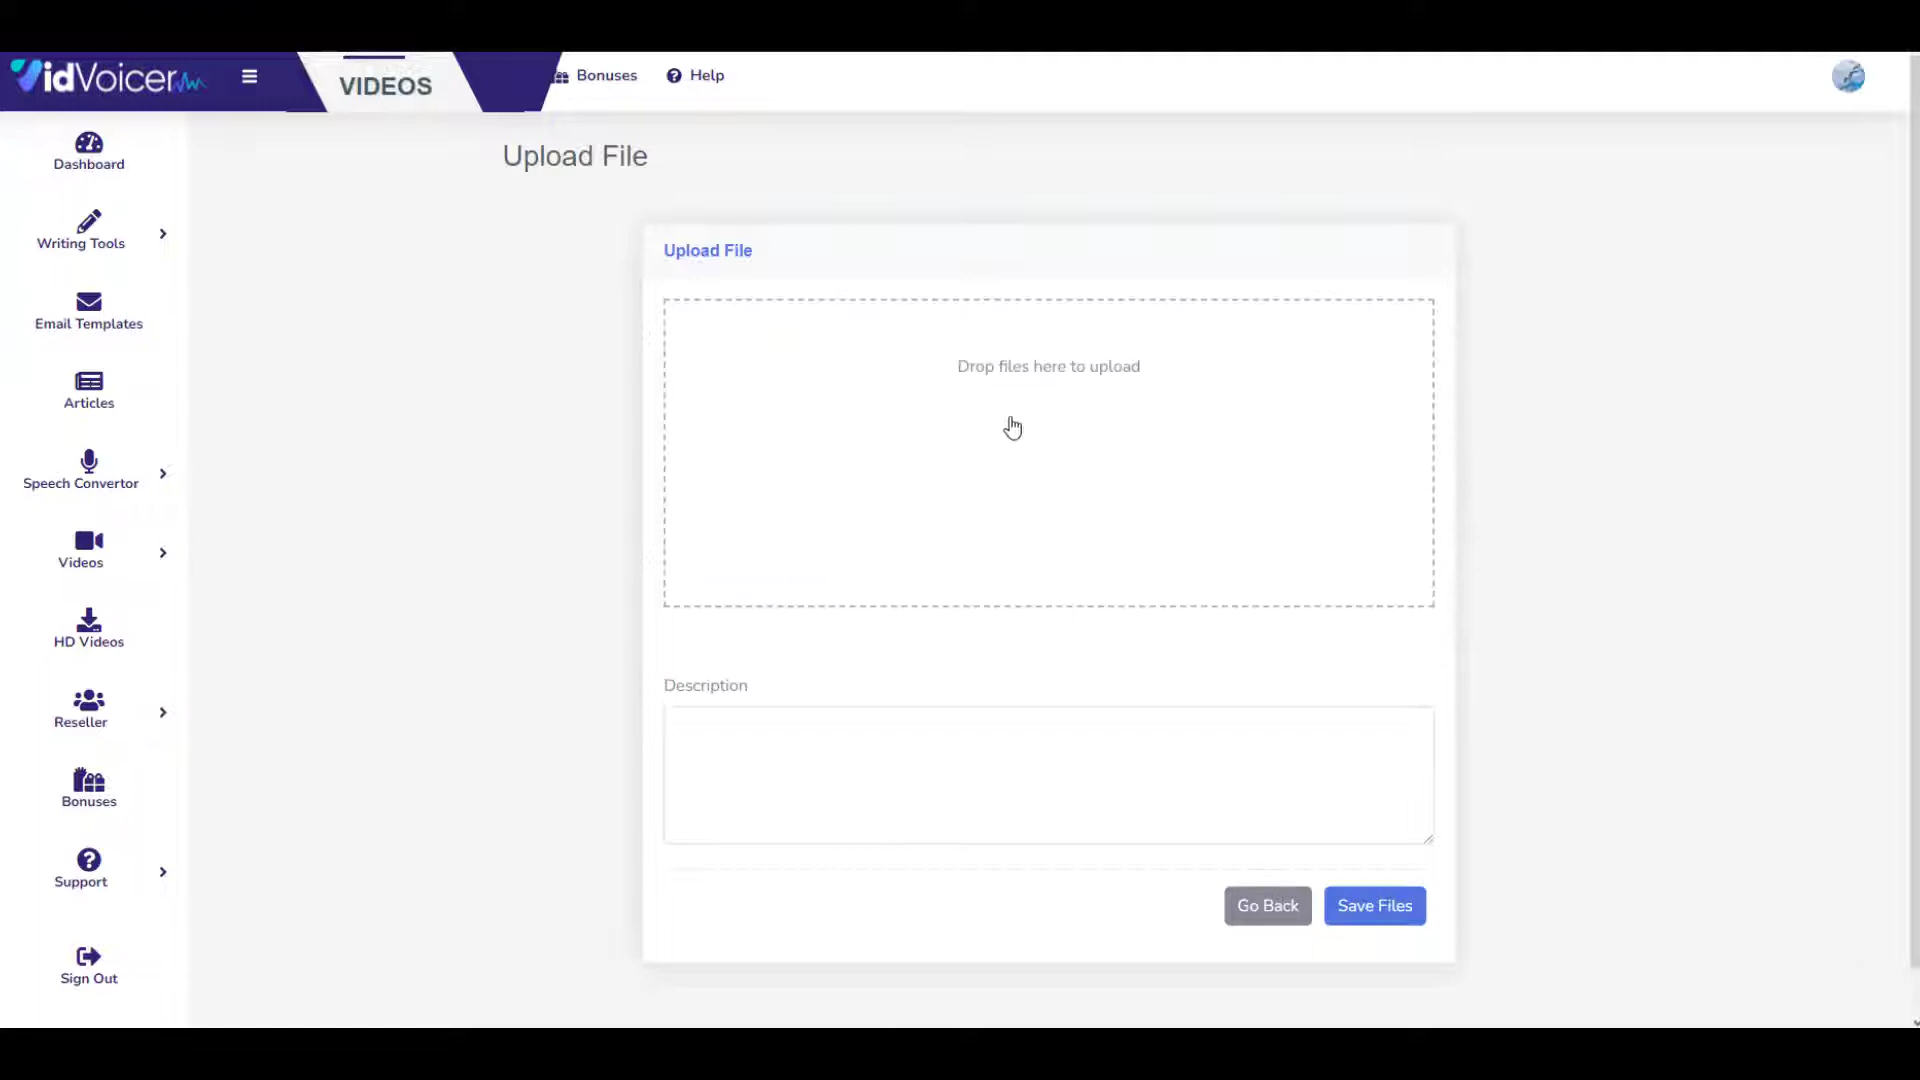 VidVoicer
VIDEOS
Bonuses
Help
Dashboard
Writing Tools
Email Templates
Articles
Speech Convertor
Videos
HD Videos
Reseller
Bonuses
Support
Sign Out
Upload File
Upload File
Drop files here to upload
Description
Go Back
Save Files